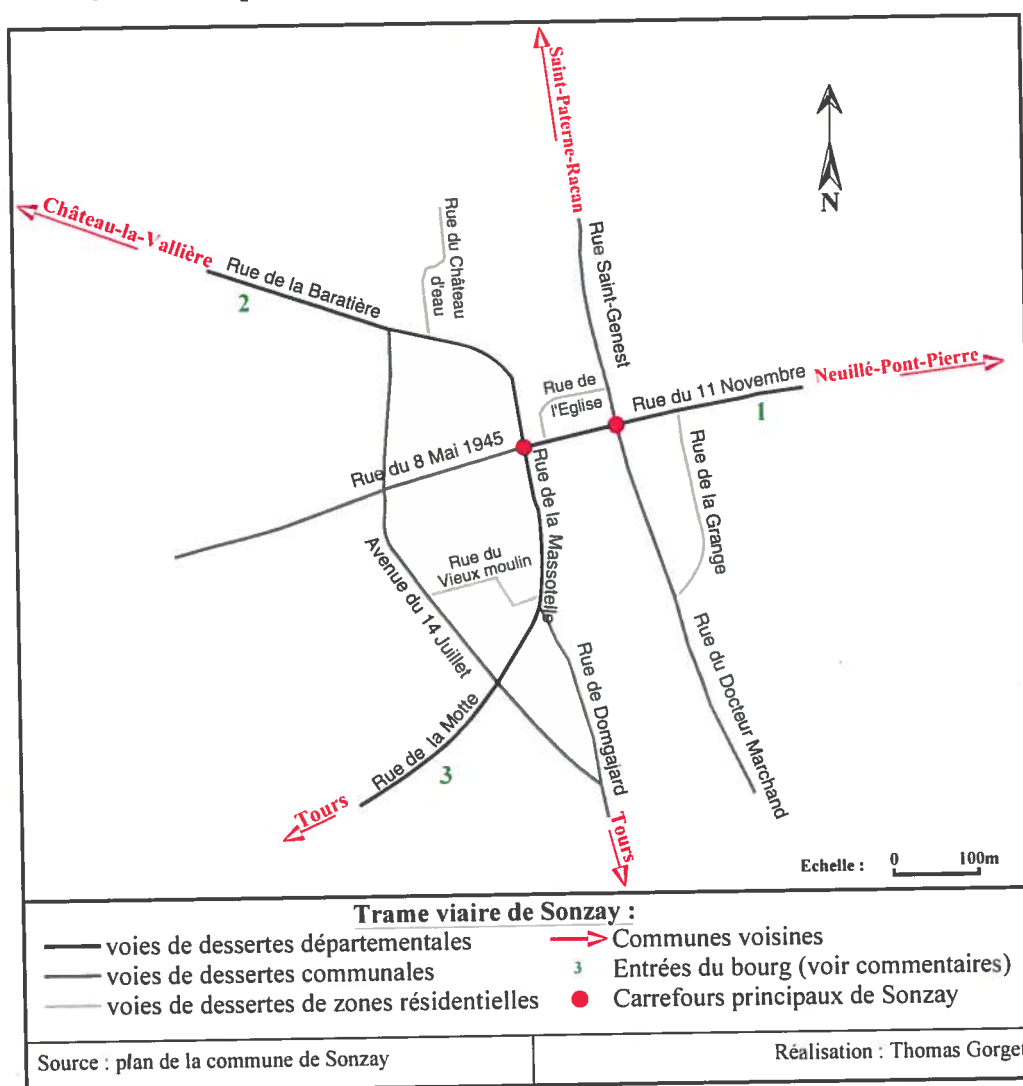 Saint-Paterne-Racan
N
Château-la-Vallière
Rue du Château
d'eau
Rue Saint-Genest
Rue de la Baratière
2
Neuillé-Pont-Pierre
Rue de
l'Eglise
Rue du 11 Novembre
1
Rue du 8 Mai 1945
Rue de la Massotelle
Rue de la Grange
Rue du
Vieux moulin
Avenue du 14 Juillet
Rue de Domgajard
Rue du Docteur Marchand
Rue de la Motte
3
Tours
Tours
Echelle : 0 100m
Trame viaire de Sonzay :
voies de dessertes départementales
voies de dessertes communales
voies de dessertes de zones résidentielles
Communes voisines
3 Entrées du bourg (voir commentaires)
Carrefours principaux de Sonzay
Source : plan de la commune de Sonzay
Réalisation : Thomas Gorget